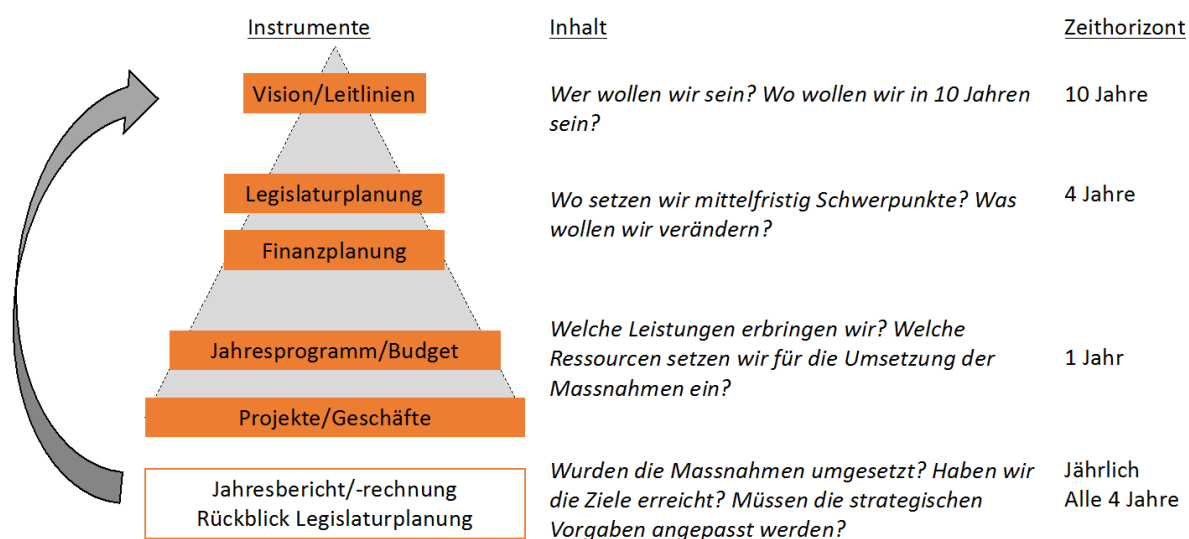 Instrumente
Inhalt
Zeithorizont
Vision/Leitlinien
Wer wollen wir sein? Wo wollen wir in 10 Jahren
sein?
10 Jahre
Legislaturplanung
Finanzplanung
Wo setzen wir mittelfristig Schwerpunkte? Was
wollen wir verändern?
4 Jahre
Jahresprogramm/Budget
Projekte/Geschäfte
Welche Leistungen erbringen wir? Welche
Ressourcen setzen wir für die Umsetzung der
Massnahmen ein?
1 Jahr
Jahresbericht/-rechnung
Rückblick Legislaturplanung
Wurden die Massnahmen umgesetzt? Haben wir
die Ziele erreicht? Müssen die strategischen
Vorgaben angepasst werden?
Jährlich
Alle 4 Jahre